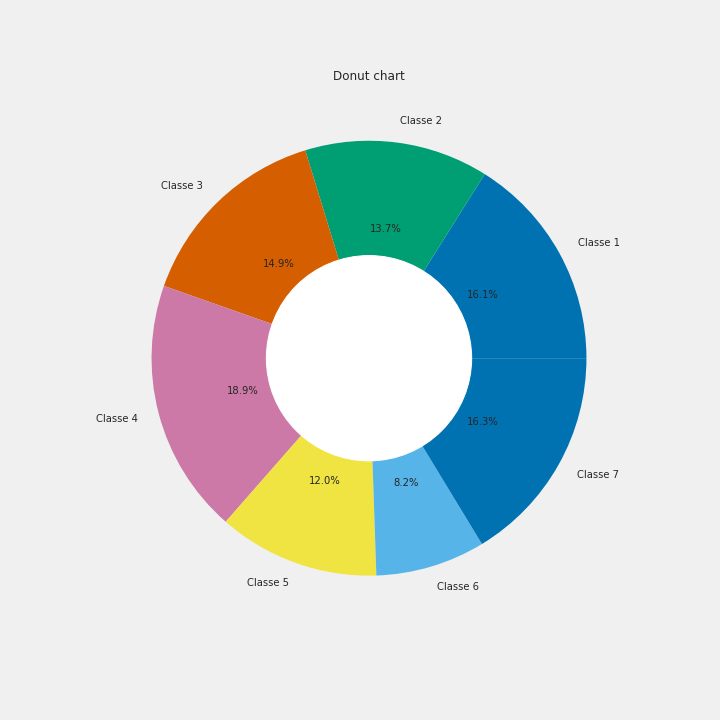 Donut chart
Classe 1
16.1%
Classe 2
13.7%
Classe 3
14.9%
Classe 4
18.9%
Classe 5
12.0%
Classe 6
8.2%
Classe 7
16.3%